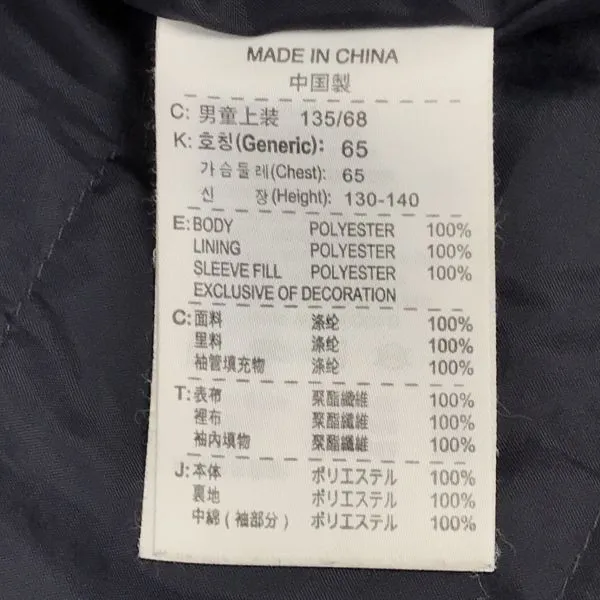 MADE IN CHINA
中国製
C: 男童上装 135/68
K: 호칭(Generic): 65
가슴둘레(Chest): 65
신 장(Height): 130-140
E: BODY POLYESTER 100%
LINING POLYESTER 100%
SLEEVE FILL POLYESTER 100%
EXCLUSIVE OF DECORATION
C: 面料 涤纶 100%
里料 涤纶 100%
袖管填充物 涤纶 100%
T: 表布 聚酯纖維 100%
裡布 聚酯纖維 100%
袖內填物 聚酯纖維 100%
J: 本体 ポリエステル 100%
裏地 ポリエステル 100%
中綿(袖部分) ポリエステル 100%